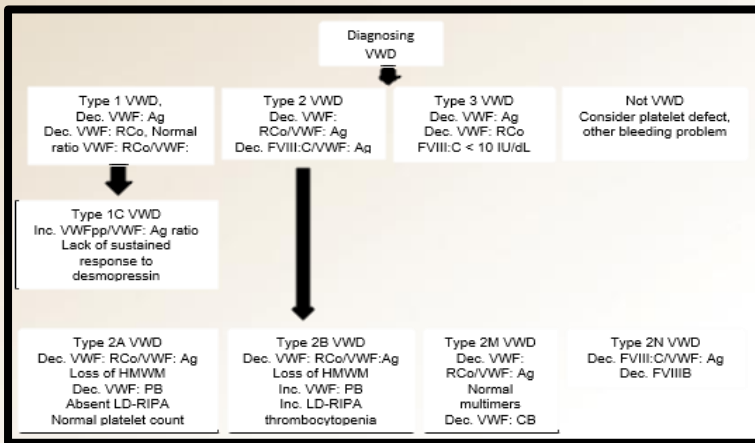 Diagnosing
VWD
Type 1 VWD,
Dec. VWF: Ag
Dec. VWF: RCo, Normal
ratio VWF: RCo/VWF:
Type 2 VWD
Dec. VWF:
RCo/VWF: Ag
Dec. FVIII:C/VWF: Ag
Type 3 VWD
Dec. VWF: Ag
Dec. VWF: RCo
FVIII:C < 10 IU/dL
Not VWD
Consider platelet defect,
other bleeding problem
Type 1C VWD
Inc. VWFpp/VWF: Ag ratio
Lack of sustained
response to
desmopressin
Type 2A VWD
Dec. VWF: RCo/VWF: Ag
Loss of HMWM
Dec. VWF: PB
Absent LD-RIPA
Normal platelet count
Type 2B VWD
Dec. VWF: RCo/VWF:Ag
Loss of HMWM
Inc. VWF: PB
Inc. LD-RIPA
thrombocytopenia
Type 2M VWD
Dec. VWF:
RCo/VWF: Ag
Normal
multimers
Dec. VWF: CB
Type 2N VWD
Dec. FVIII:C/VWF: Ag
Dec. FVIIIB